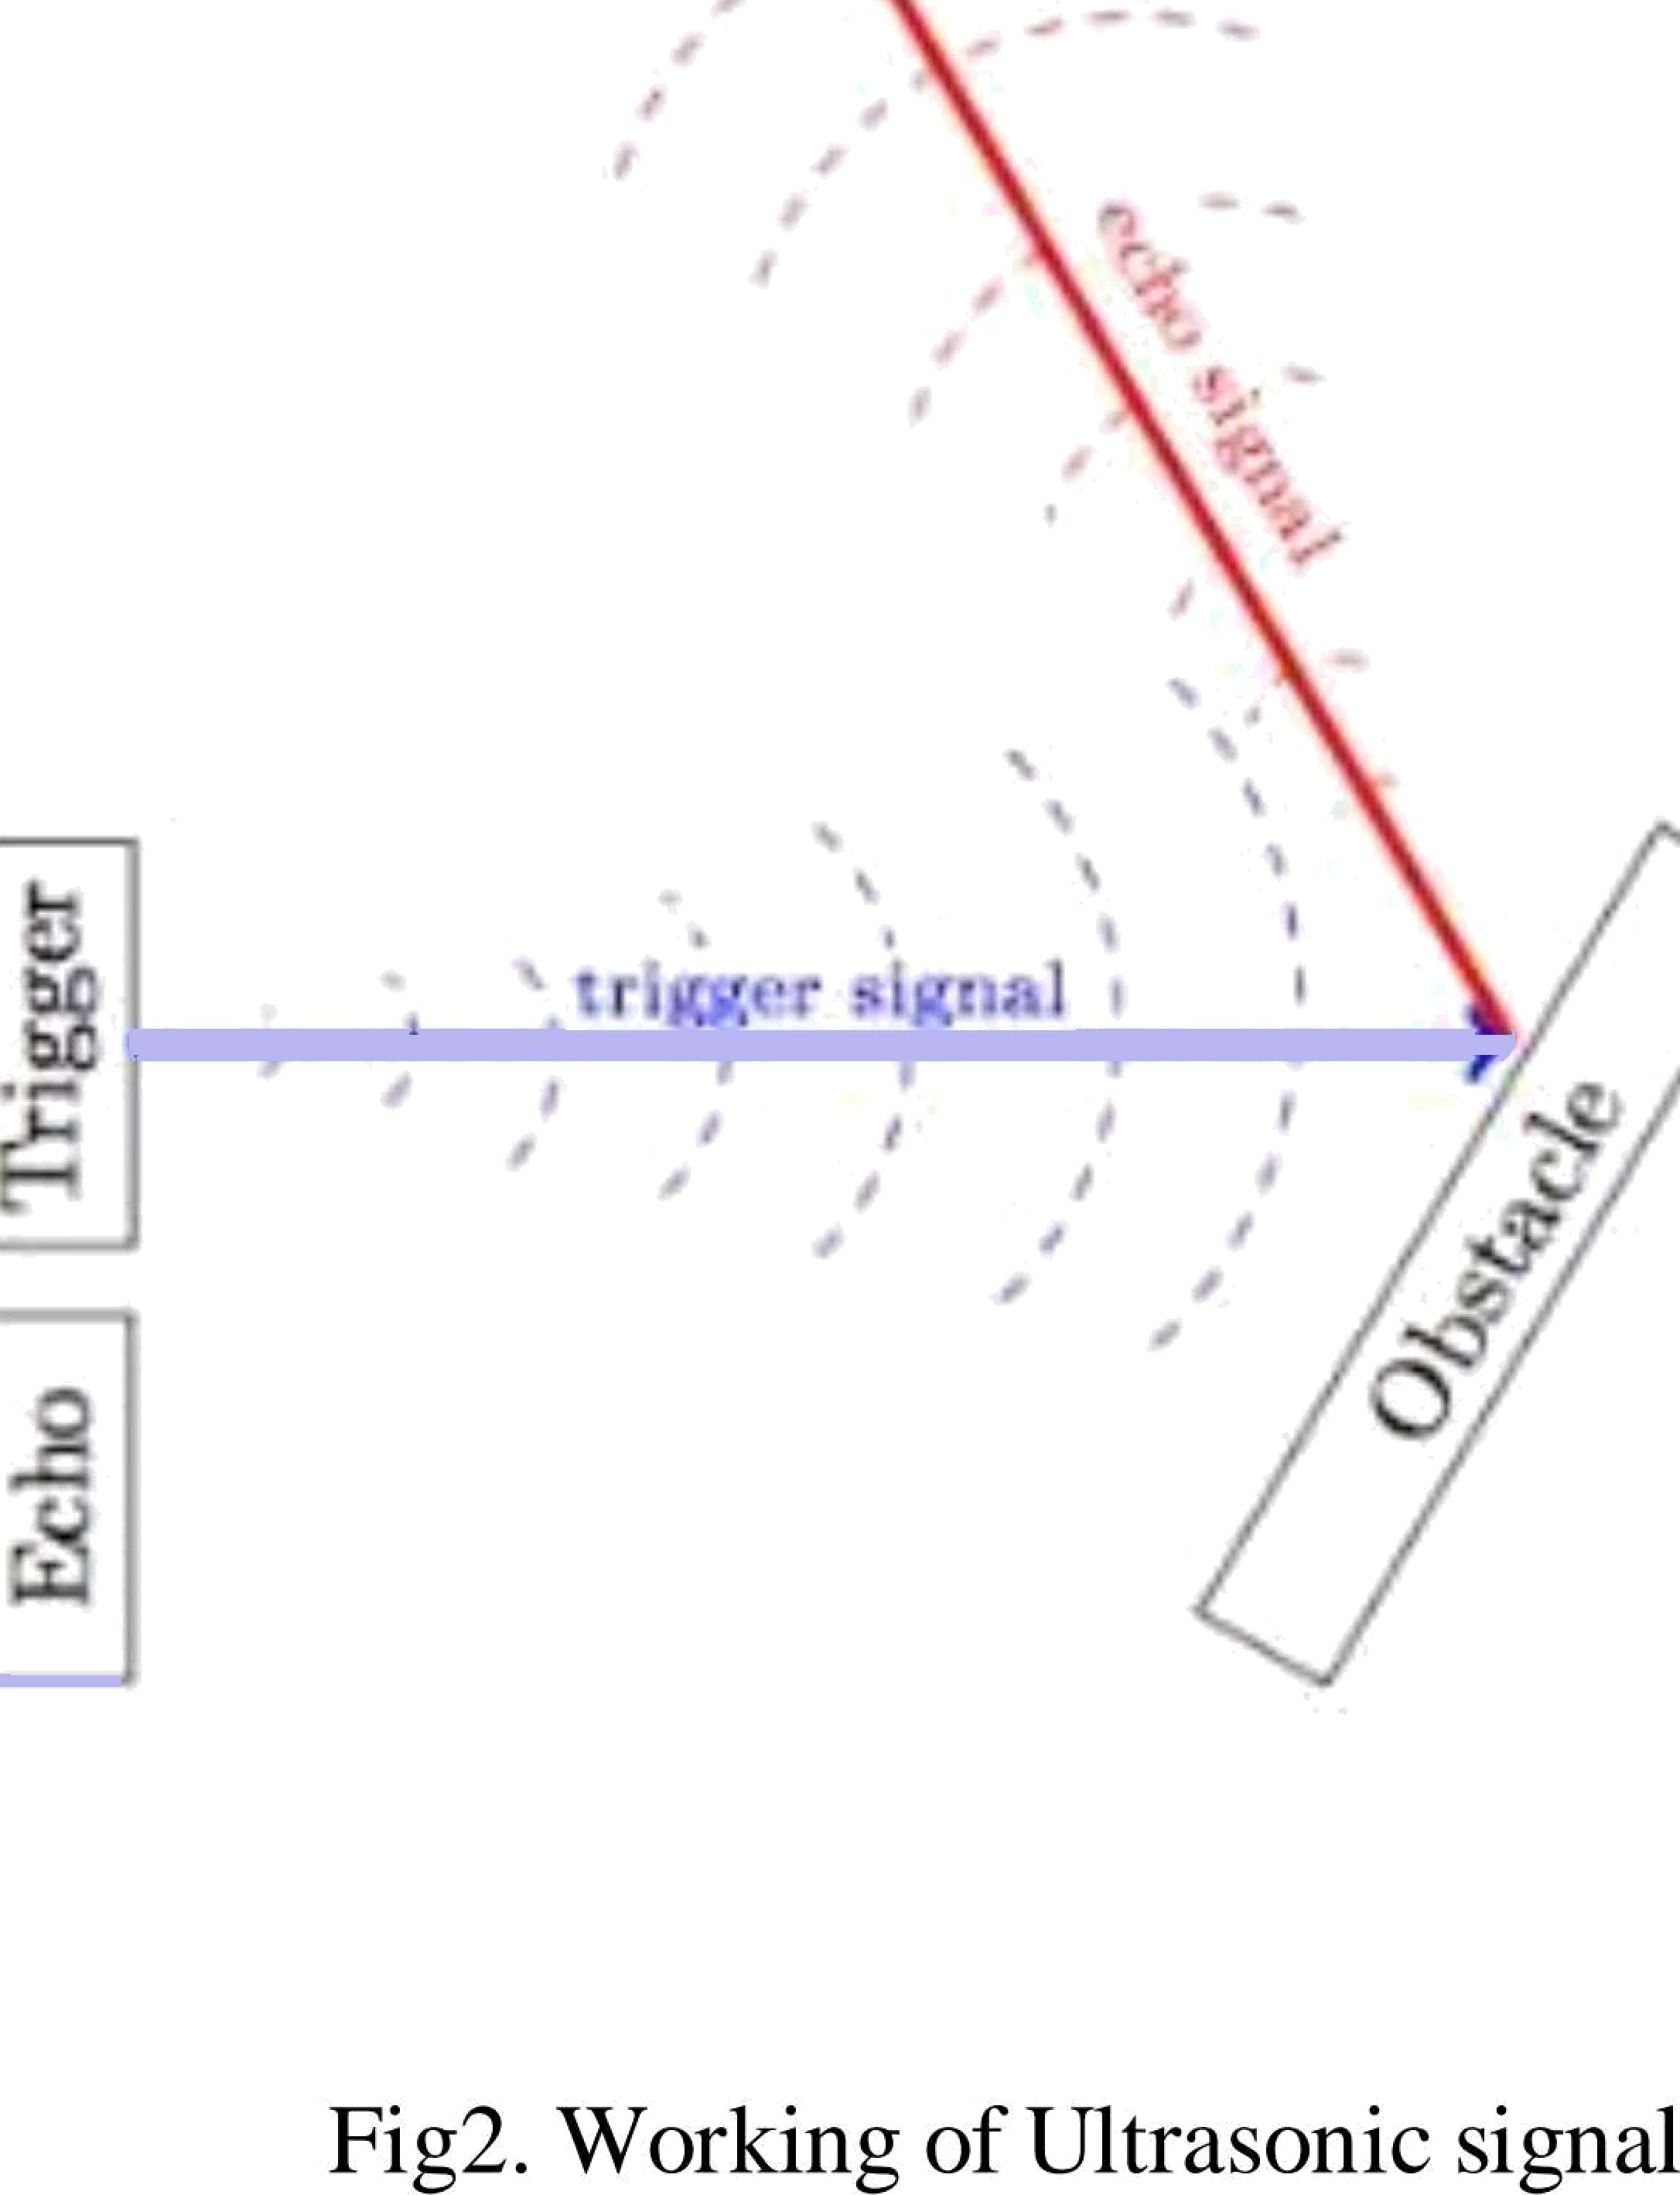 echo signal
Trigger
trigger signal
Obstacle
Echo
Fig2. Working of Ultrasonic signal